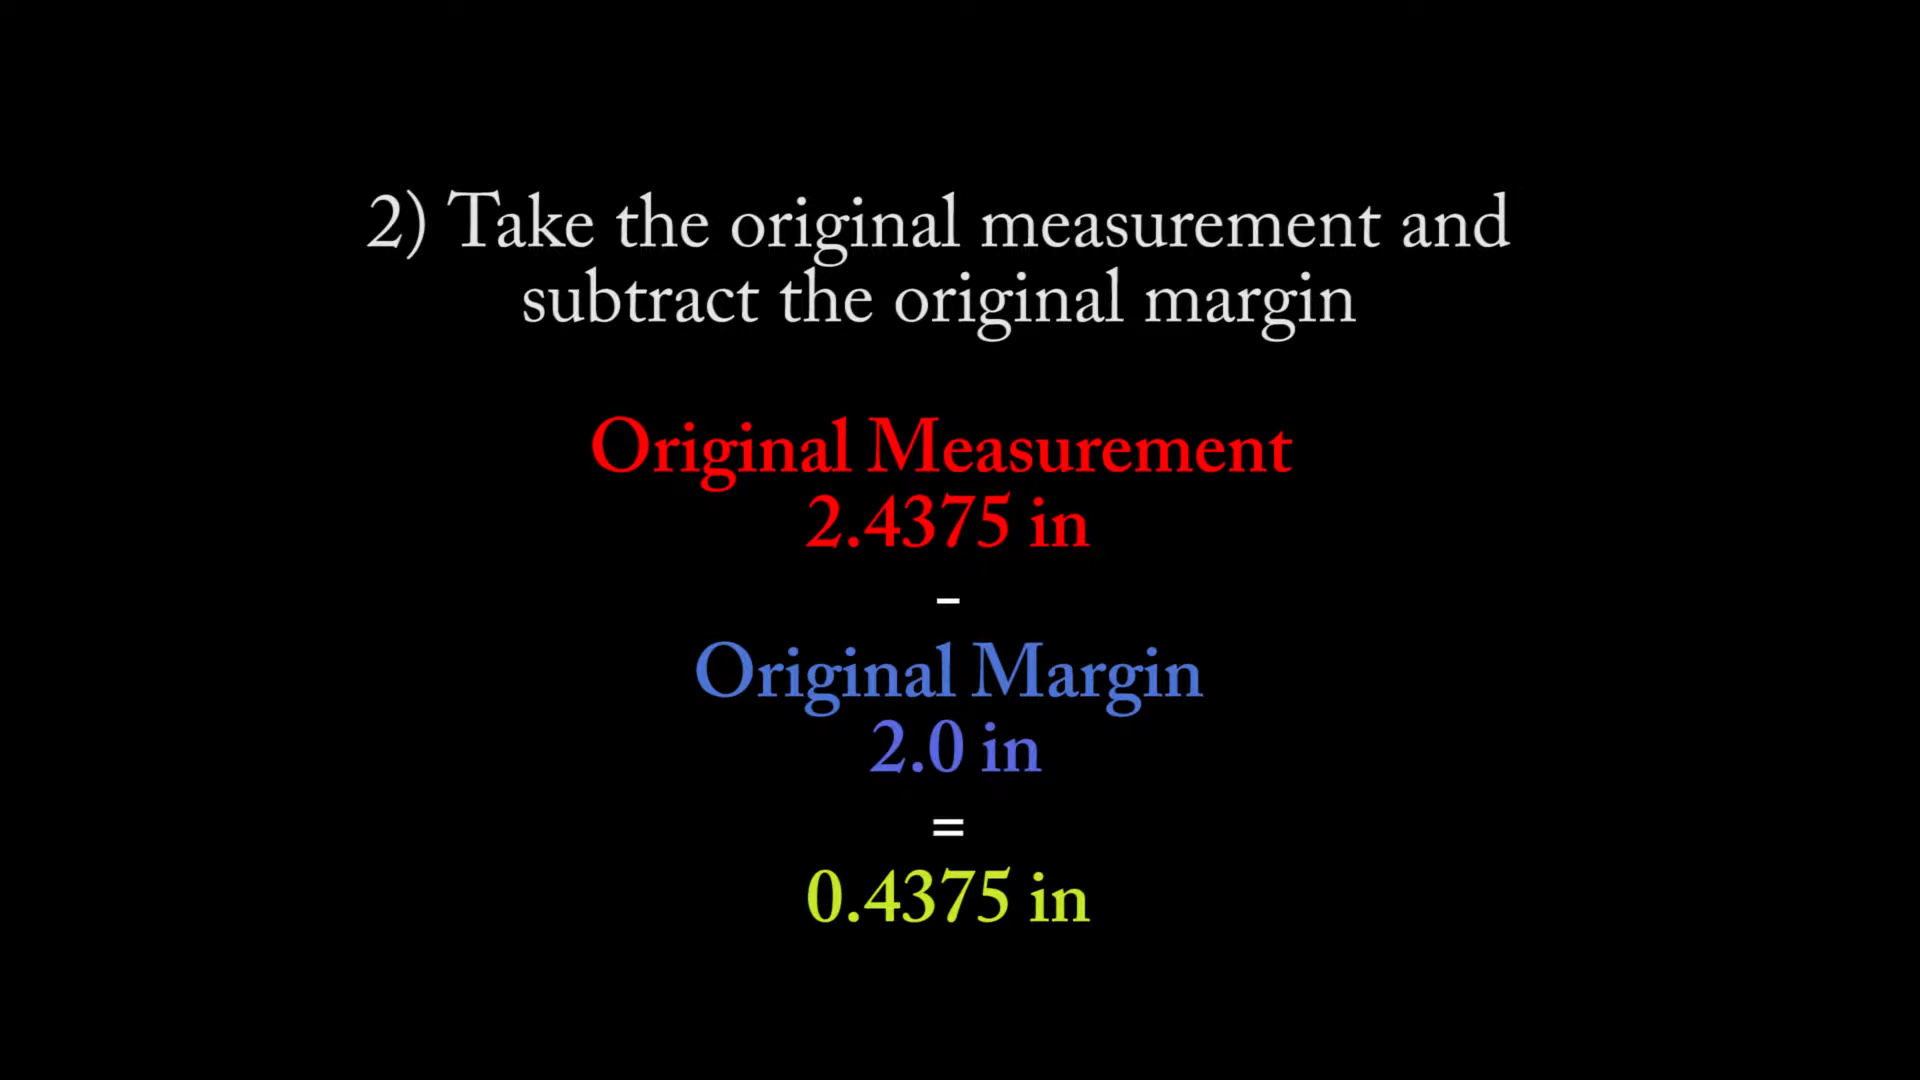 2) Take the original measurement and
subtract the original margin
Original Measurement
2.4375 in
-
Original Margin
2.0 in
=
0.4375 in